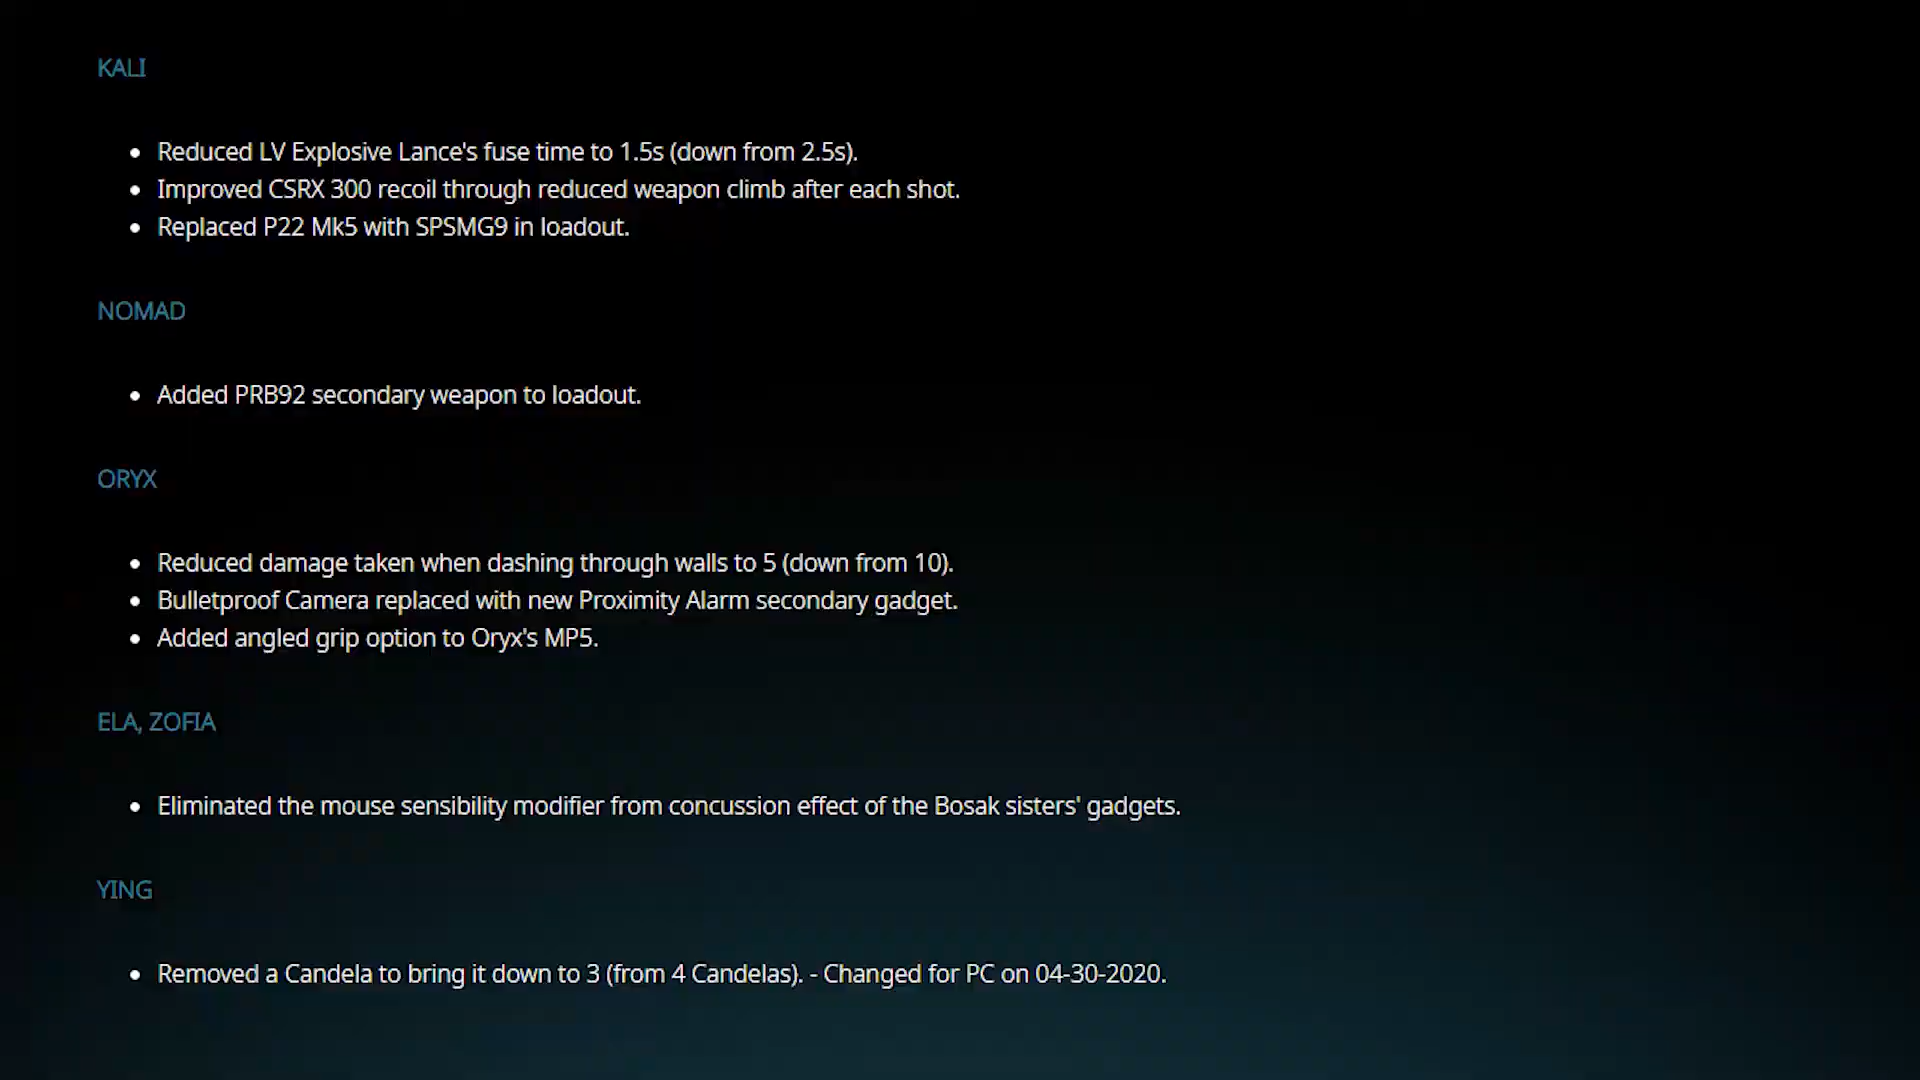 KALI
• Reduced LV Explosive Lance's fuse time to 1.5s (down from 2.5s).
• Improved CSRX 300 recoil through reduced weapon climb after each shot.
• Replaced P22 Mk5 with SPSMG9 in loadout.
NOMAD
• Added PRB92 secondary weapon to loadout.
ORYX
• Reduced damage taken when dashing through walls to 5 (down from 10).
• Bulletproof Camera replaced with new Proximity Alarm secondary gadget.
• Added angled grip option to Oryx's MP5.
ELA, ZOFIA
• Eliminated the mouse sensibility modifier from concussion effect of the Bosak sisters' gadgets.
YING
• Removed a Candela to bring it down to 3 (from 4 Candelas). - Changed for PC on 04-30-2020.